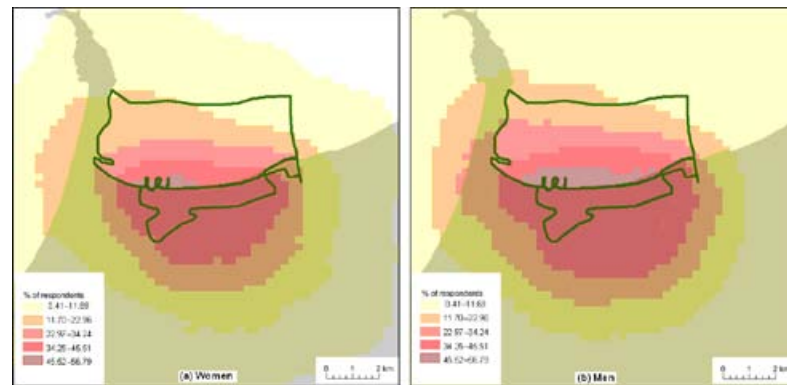 % of respondents
0.41–11.69
11.70–22.96
22.97–34.24
34.25–45.51
45.52–56.79
(a) Women
0 1 2 km
% of respondents
0.41–11.63
11.70–22.96
22.97–34.24
34.25–45.51
45.52–56.79
(b) Men
0 1 2 km